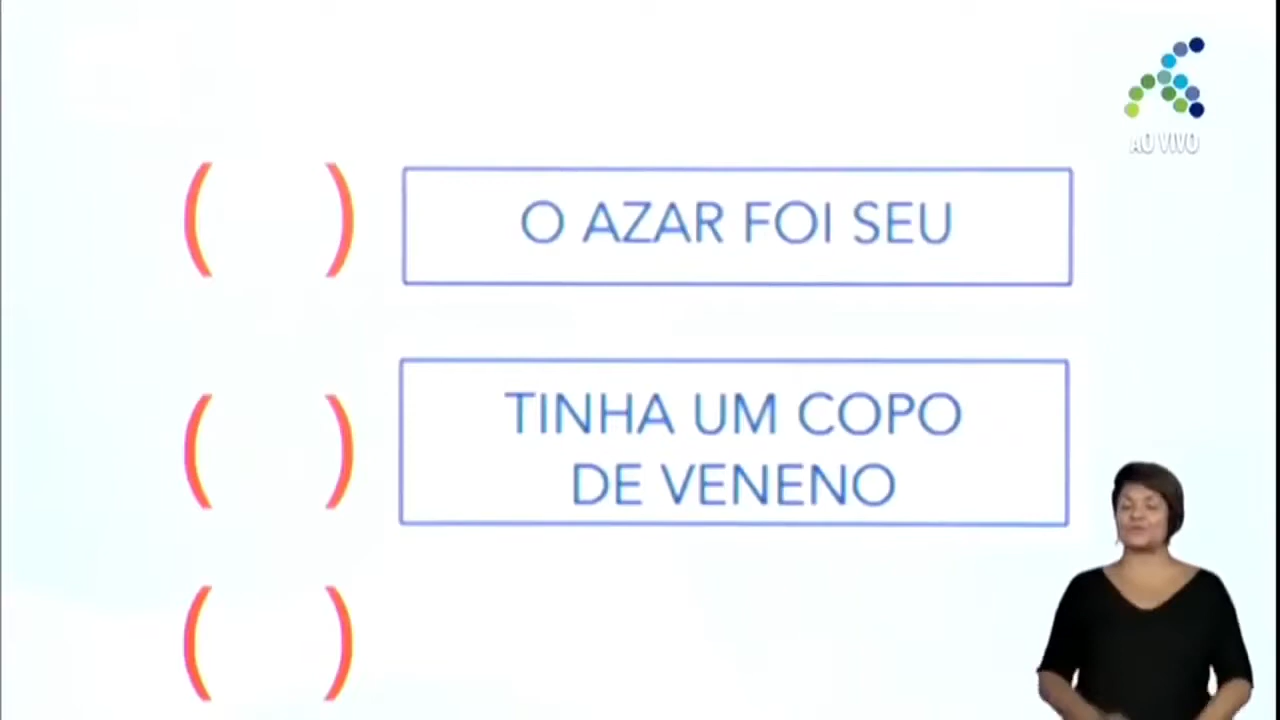 AO VIVO
( ) O AZAR FOI SEU
( ) TINHA UM COPO
DE VENENO
( )